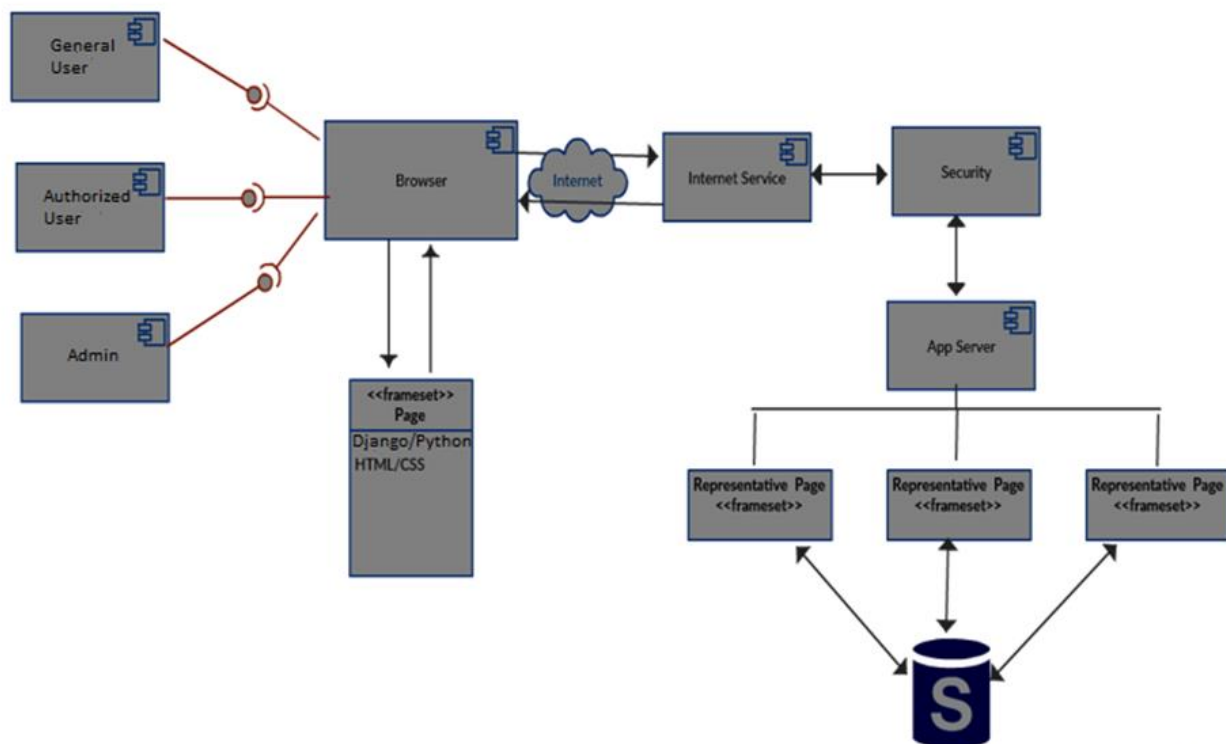 General
User
Authorized
User
Admin
Browser
Internet
Internet Service
Security
App Server
<<frameset>>
Page
Django/Python
HTML/CSS
Representative Page
<<frameset>>
Representative Page
<<frameset>>
Representative Page
<<frameset>>
S